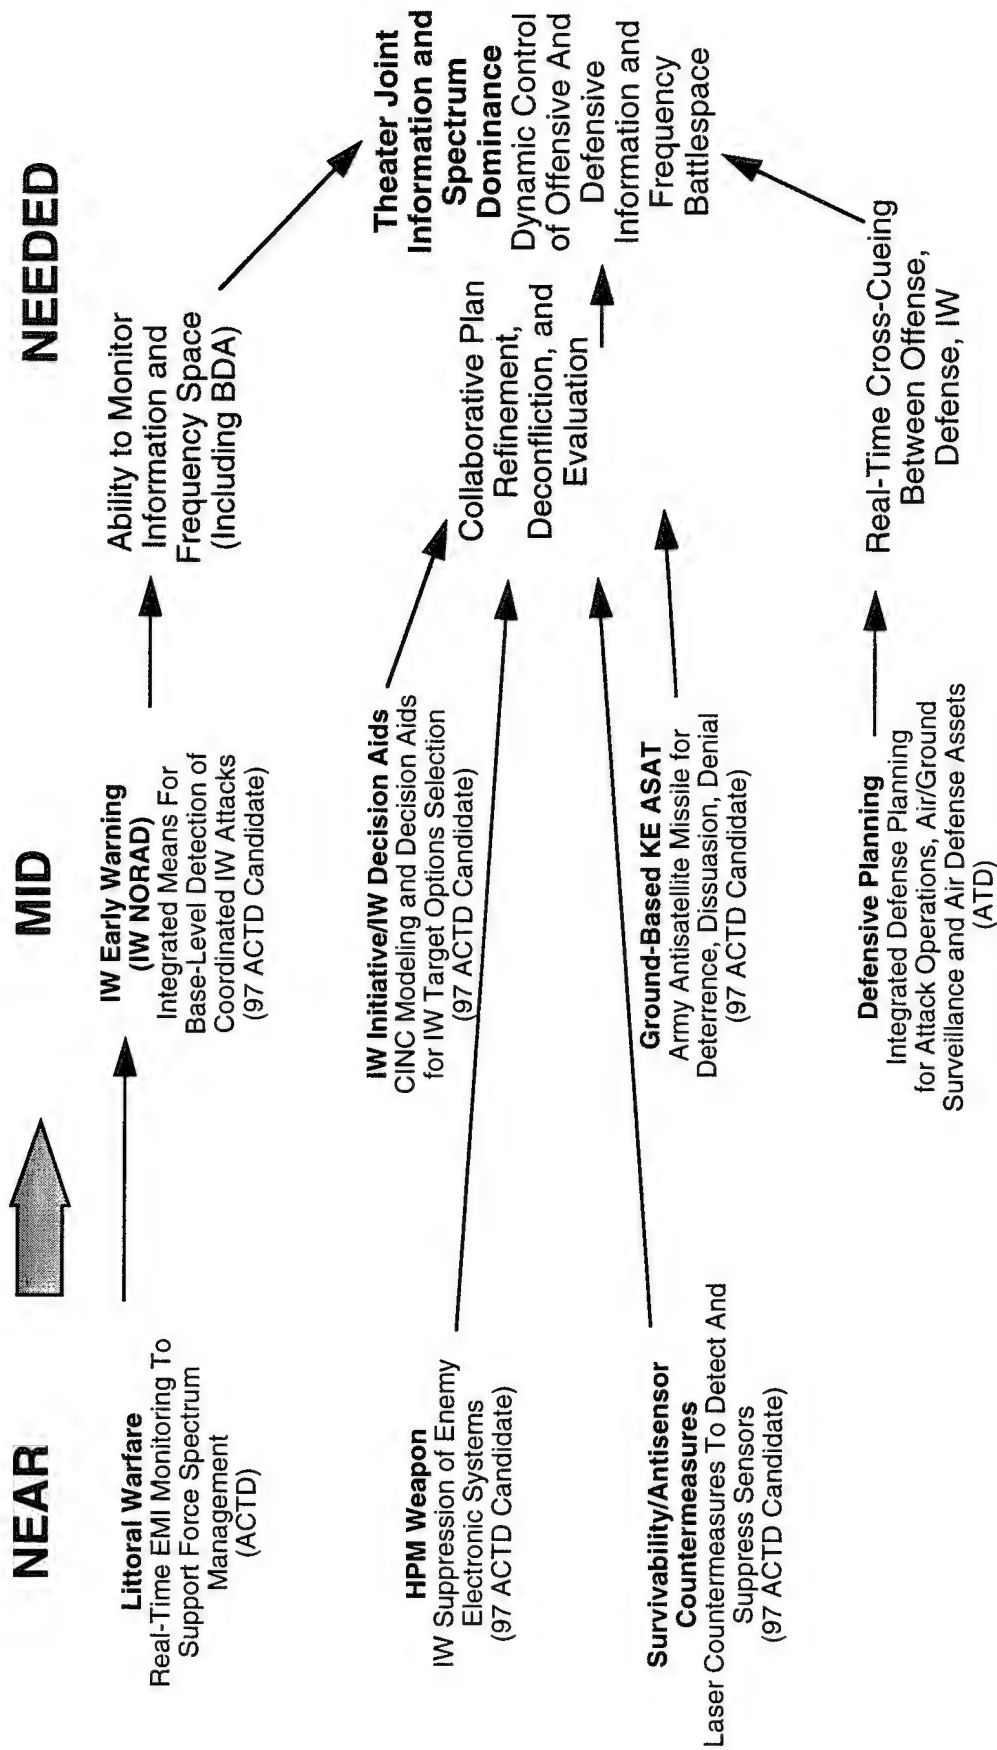 NEAR
MID
NEEDED
Littoral Warfare
Real-Time EMI Monitoring To
Support Force Spectrum
Management
(ACTD)
IW Early Warning
(IW NORAD)
Integrated Means For
Base-Level Detection of
Coordinated IW Attacks
(97 ACTD Candidate)
Ability to Monitor
Information and
Frequency Space
(Including BDA)
HPM Weapon
IW Suppression of Enemy
Electronic Systems
(97 ACTD Candidate)
IW Initiative/IW Decision Aids
CINC Modeling and Decision Aids
for IW Target Options Selection
(97 ACTD Candidate)
Collaborative Plan
Refinement,
Deconfliction, and
Evaluation
Theater Joint
Information and
Spectrum
Dominance
Dynamic Control
of Offensive And
Defensive
Information and
Frequency
Battlespace
Survivability/Antisensor
Countermeasures
Laser Countermeasures To Detect And
Suppress Sensors
(97 ACTD Candidate)
Ground-Based KE ASAT
Army Antisatellite Missile for
Deterrence, Dissuasion, Denial
(97 ACTD Candidate)
Defensive Planning
Integrated Defense Planning
for Attack Operations, Air/Ground
Surveillance and Air Defense Assets
(ATD)
Real-Time Cross-Cueing
Between Offense,
Defense, IW